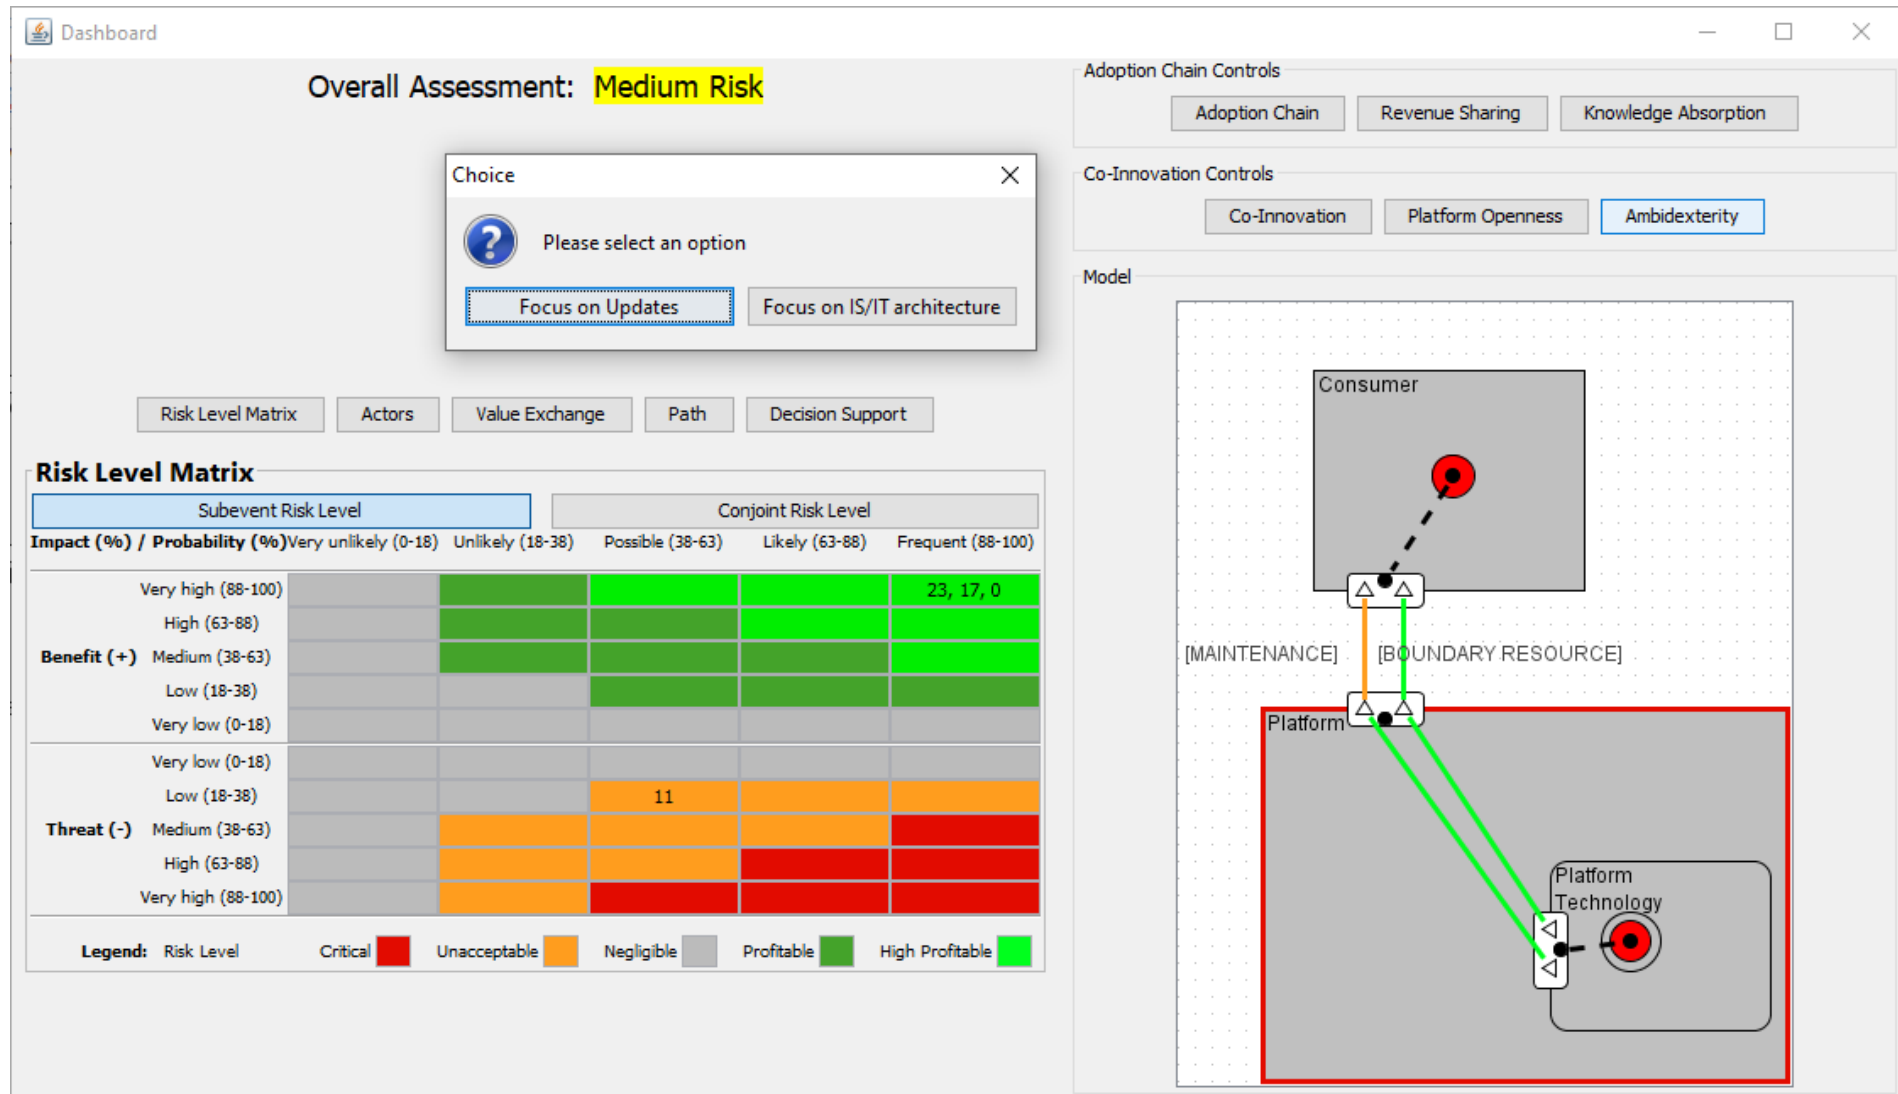 Dashboard
Overall Assessment: Medium Risk
Choice
Please select an option
Focus on Updates Focus on IS/IT architecture
Risk Level Matrix Actors Value Exchange Path Decision Support
Risk Level Matrix
Subevent Risk Level Conjoint Risk Level
Impact (%) / Probability (%) Very unlikely (0-18) Unlikely (18-38) Possible (38-63) Likely (63-88) Frequent (88-100)
Very high (88-100) 23, 17, 0
High (63-88)
Benefit (+) Medium (38-63)
Low (18-38)
Very low (0-18)
Very low (0-18)
Low (18-38) 11
Threat (-) Medium (38-63)
High (63-88)
Very high (88-100)
Legend: Risk Level Critical Unacceptable Negligible Profitable High Profitable
Adoption Chain Controls
Adoption Chain Revenue Sharing Knowledge Absorption
Co-Innovation Controls
Co-Innovation Platform Openness Ambidexterity
Model
Consumer
[MAINTENANCE] [BOUNDARY RESOURCE]
Platform
Platform
Technology